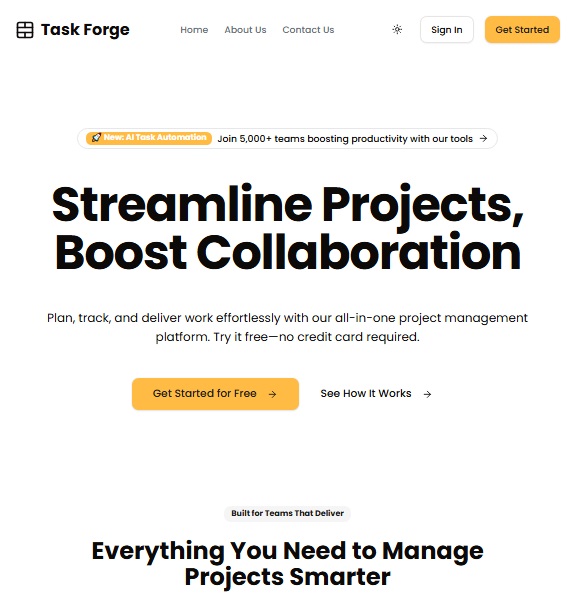 Task Forge
Home About Us Contact Us
Sign In
Get Started
🚀 New: AI Task Automation Join 5,000+ teams boosting productivity with our tools →
Streamline Projects,
Boost Collaboration
Plan, track, and deliver work effortlessly with our all-in-one project management
platform. Try it free—no credit card required.
Get Started for Free →
See How It Works →
Built for Teams That Deliver
Everything You Need to Manage
Projects Smarter